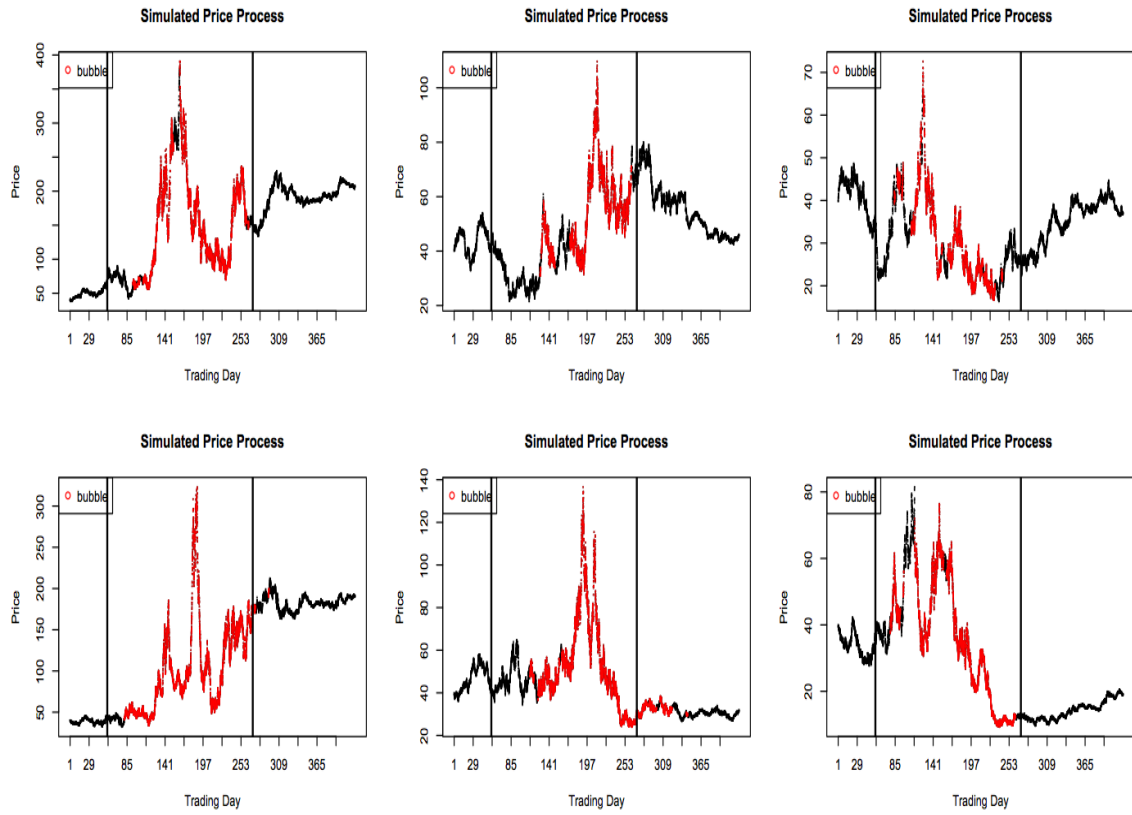 Simulated Price Process
bubble
Price
400
300
200
100
50
1 29 85 141 197 253 309 365
Trading Day
Simulated Price Process
bubble
Price
100
80
60
40
20
1 29 85 141 197 253 309 365
Trading Day
Simulated Price Process
bubble
Price
70
60
50
40
30
20
1 29 85 141 197 253 309 365
Trading Day
Simulated Price Process
bubble
Price
300
250
200
150
100
50
1 29 85 141 197 253 309 365
Trading Day
Simulated Price Process
bubble
Price
140
120
100
80
60
40
20
1 29 85 141 197 253 309 365
Trading Day
Simulated Price Process
bubble
Price
80
60
40
20
1 29 85 141 197 253 309 365
Trading Day